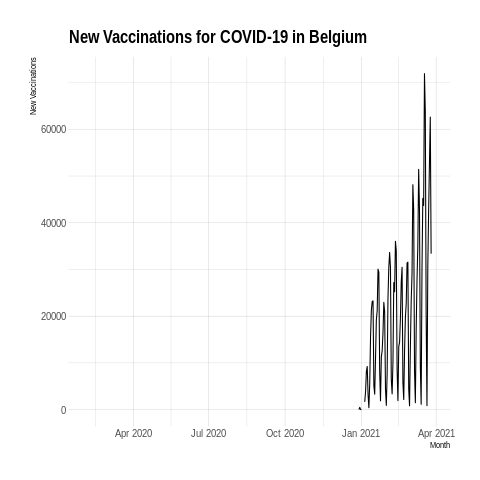 New Vaccinations for COVID-19 in Belgium
New Vaccinations
60000
40000
20000
0
Apr 2020 Jul 2020 Oct 2020 Jan 2021 Apr 2021
Month